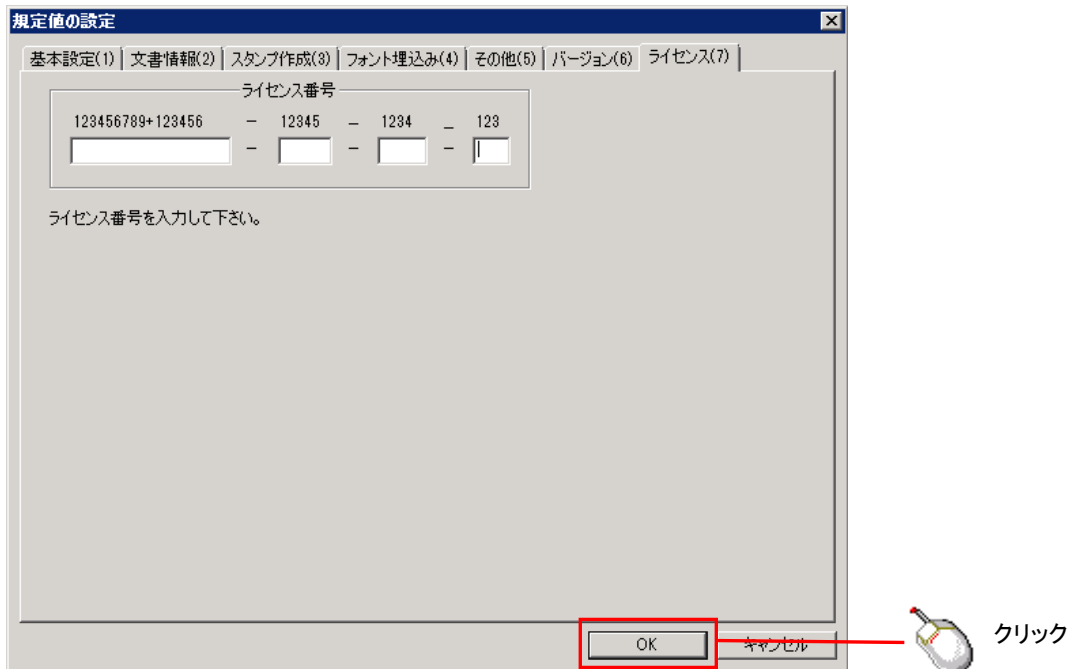 規定値の設定
基本設定(1) 文書情報(2) スタンプ作成(3) フォント埋込み(4) その他(5) バージョン(6) ライセンス(7)
ライセンス番号
123456789+123456 – 12345 – 1234 _ 123
– – –
ライセンス番号を入力して下さい。
OK キャンセル
クリック